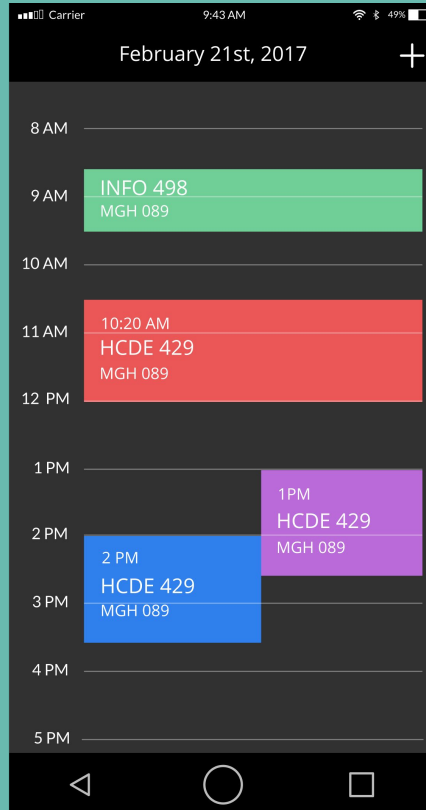 Carrier 9:43 AM 49%
February 21st, 2017
8 AM
9 AM
INFO 498
MGH 089
10 AM
10:20 AM
11 AM
HCDE 429
MGH 089
12 PM
1 PM
1PM
HCDE 429
MGH 089
2 PM
2 PM
HCDE 429
MGH 089
3 PM
4 PM
5 PM